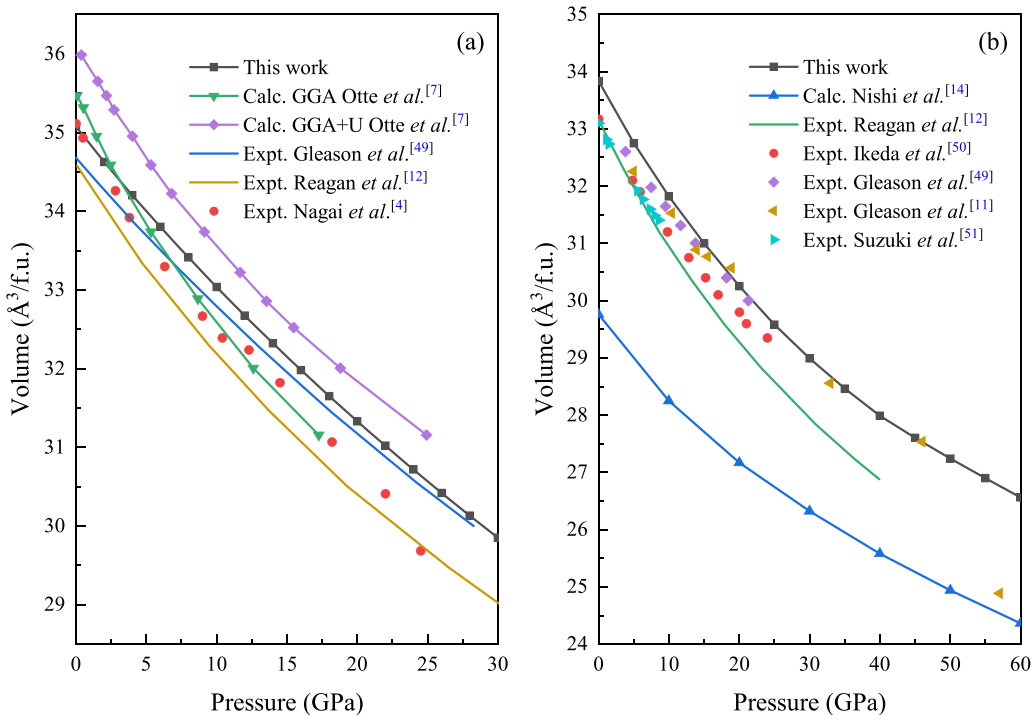 (a)
This work
Calc. GGA Otte et al.[7]
Calc. GGA+U Otte et al.[7]
Expt. Gleason et al.[49]
Expt. Reagan et al.[12]
Expt. Nagai et al.[4]
Volume (Å3/f.u.)
36
35
34
33
32
31
30
29
0
5
10
15
20
25
30
Pressure (GPa)
(b)
This work
Calc. Nishi et al.[14]
Expt. Reagan et al.[12]
Expt. Ikeda et al.[50]
Expt. Gleason et al.[49]
Expt. Gleason et al.[11]
Expt. Suzuki et al.[51]
Volume (Å3/f.u.)
35
34
33
32
31
30
29
28
27
26
25
24
0
10
20
30
40
50
60
Pressure (GPa)